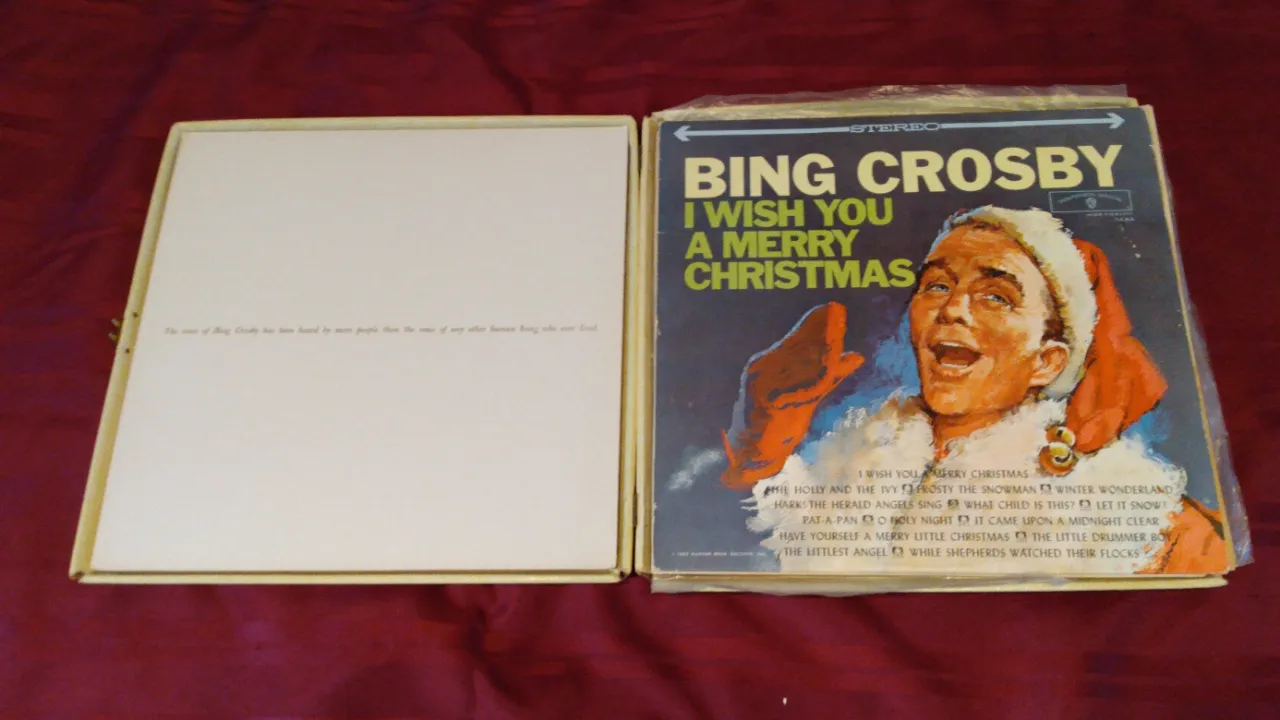 The voice of Bing Crosby has been heard by more people than the voice of any other human being who ever lived.
STEREO
BING CROSBY
I WISH YOU
A MERRY
CHRISTMAS
I WISH YOU A MERRY CHRISTMAS
THE HOLLY AND THE IVY FROSTY THE SNOWMAN WINTER WONDERLAND
HARK! THE HERALD ANGELS SING WHAT CHILD IS THIS? LET IT SNOW!
PAT-A-PAN O HOLY NIGHT IT CAME UPON A MIDNIGHT CLEAR
HAVE YOURSELF A MERRY LITTLE CHRISTMAS THE LITTLE DRUMMER BOY
THE LITTLEST ANGEL WHILE SHEPHERDS WATCHED THEIR FLOCKS